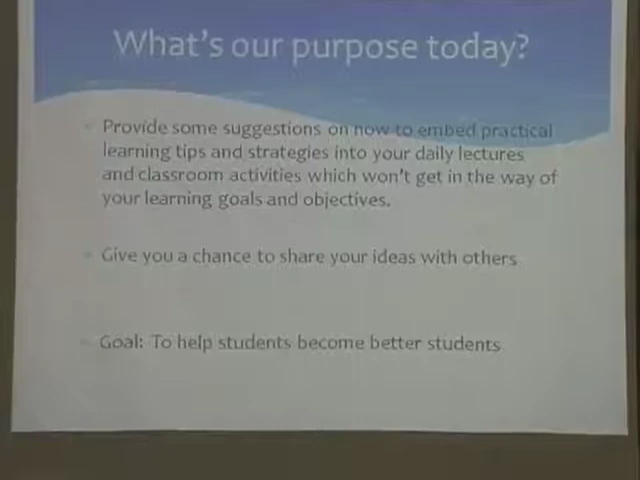 What's our purpose today?
Provide some suggestions on how to embed practical
learning tips and strategies into your daily lectures
and classroom activities which won't get in the way of
your learning goals and objectives.
Give you a chance to share your ideas with others
Goal: To help students become better students